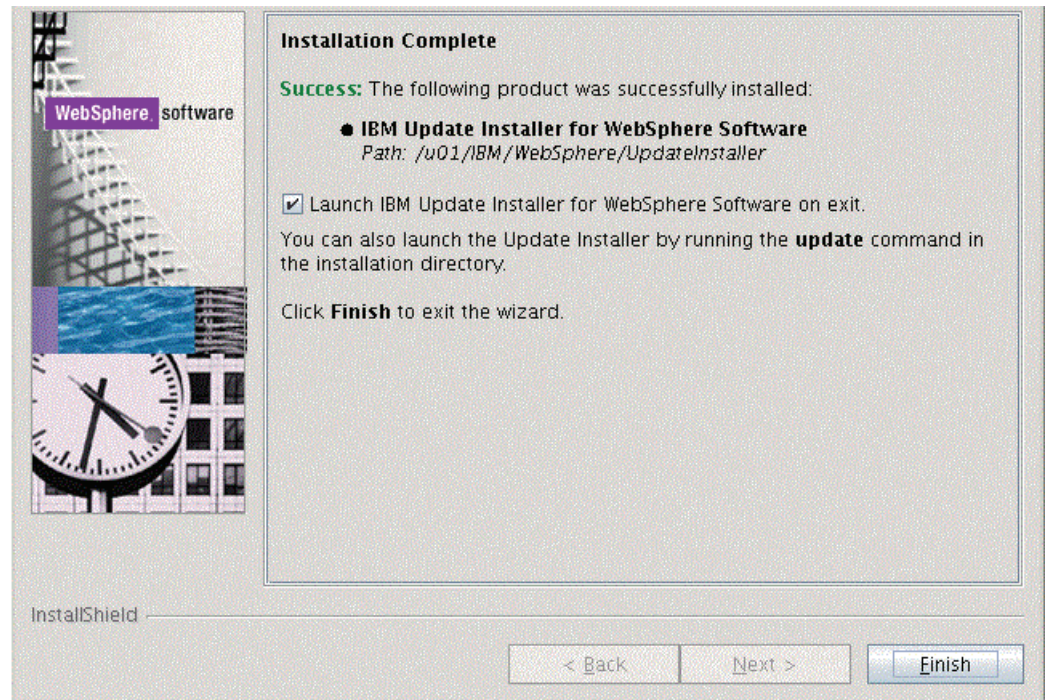 WebSphere. software
Installation Complete
Success: The following product was successfully installed:
IBM Update Installer for WebSphere Software
Path: /u01/IBM/WebSphere/UpdateInstaller
Launch IBM Update Installer for WebSphere Software on exit.
You can also launch the Update Installer by running the update command in
the installation directory.
Click Finish to exit the wizard.
InstallShield
< Back
Next >
Finish